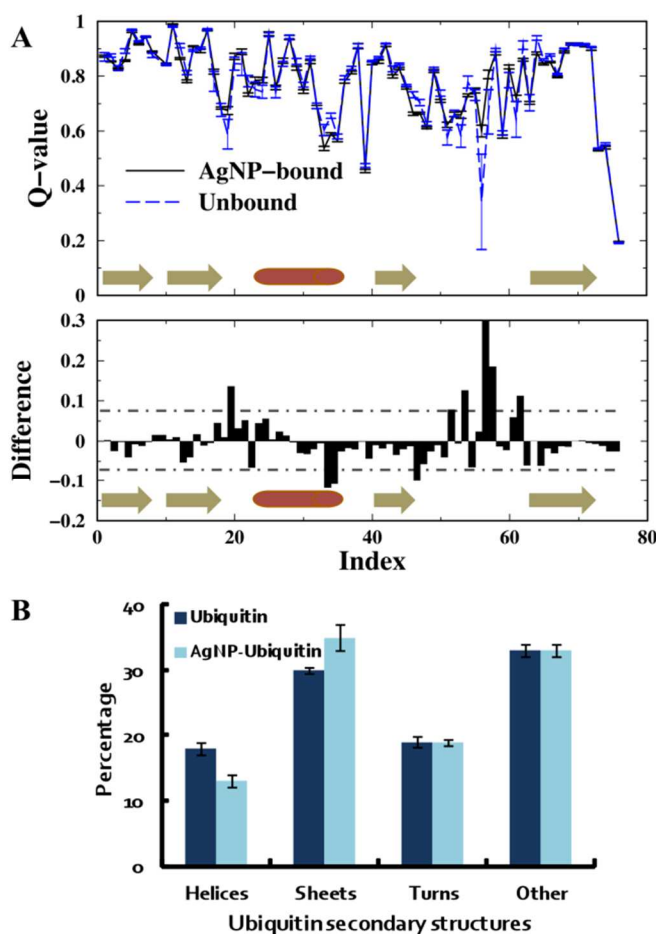 A
1
0.8
0.6
0.4
0.2
0
Q-value
AgNP-bound
Unbound
0.3
0.2
0.1
0
-0.1
-0.2
Difference
0 20 40 60 80
Index
B
40
30
20
10
0
Percentage
Ubiquitin
AgNP-Ubiquitin
Helices Sheets Turns Other
Ubiquitin secondary structures